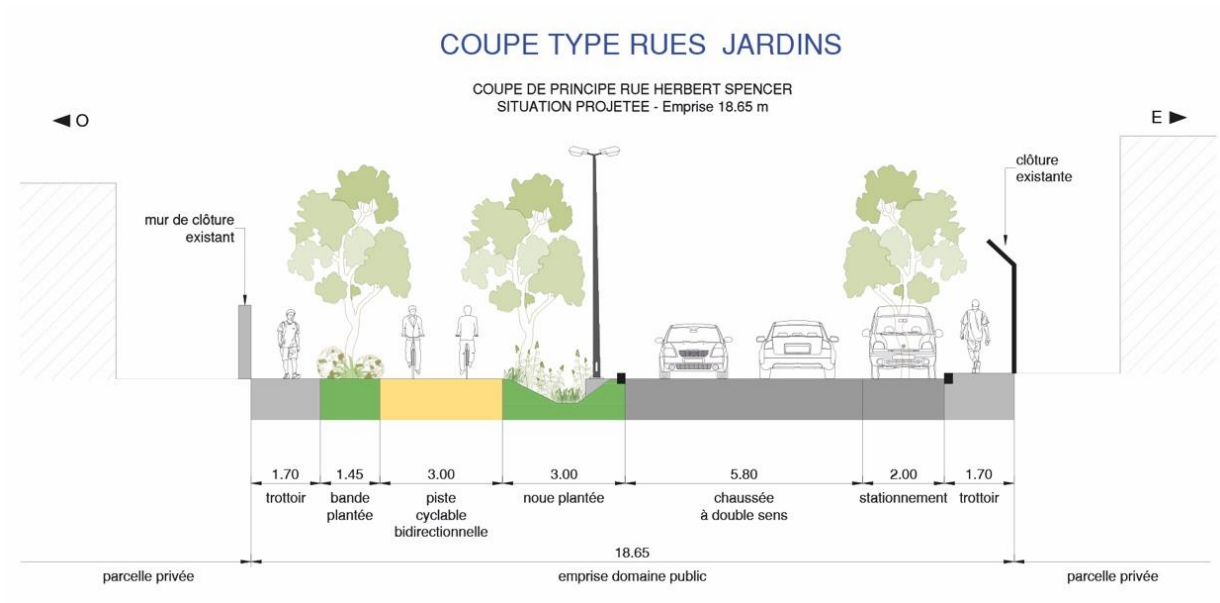 COUPE TYPE RUES JARDINS
COUPE DE PRINCIPE RUE HERBERT SPENCER
SITUATION PROJETEE - Emprise 18.65 m
O
E
clôture
existante
mur de clôture
existant
1.70
1.45
3.00
3.00
5.80
2.00
1.70
trottoir
bande
plantée
piste
cyclable
bidirectionnelle
noue plantée
chaussée
à double sens
stationnement
trottoir
18.65
parcelle privée
emprise domaine public
parcelle privée